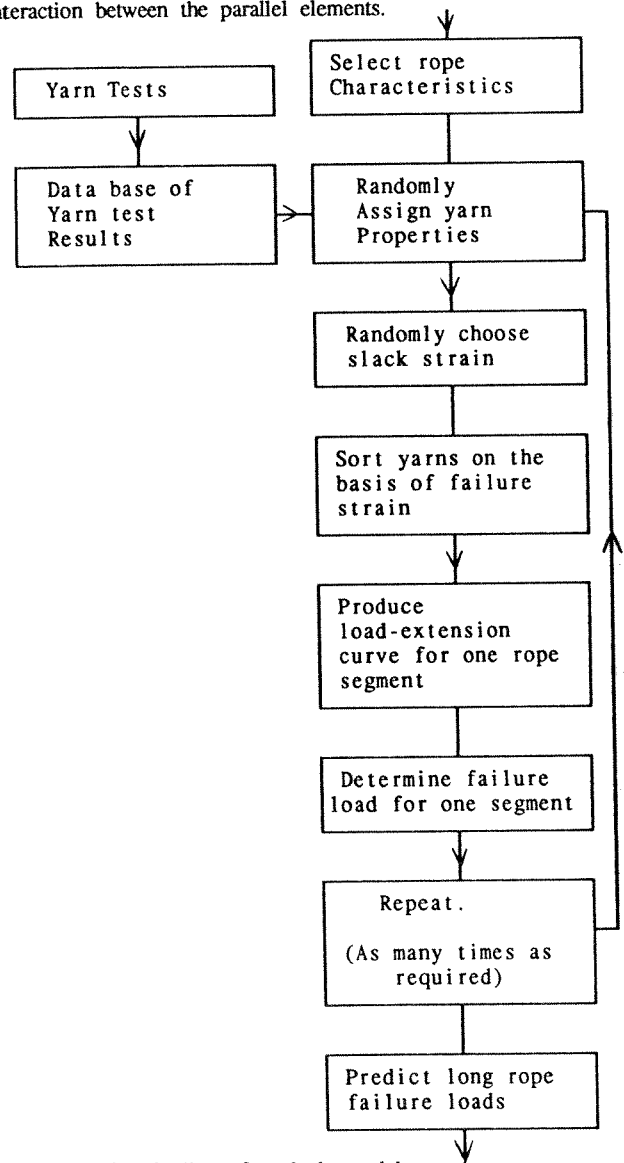 nteraction between the parallel elements.
Select rope
Characteristics
Yarn Tests
Data base of
Yarn test
Results
Randomly
Assign yarn
Properties
Randomly choose
slack strain
Sort yarns on the
basis of failure
strain
Produce
load-extension
curve for one rope
segment
Determine failure
load for one segment
Repeat.
(As many times as
required)
Predict long rope
failure loads